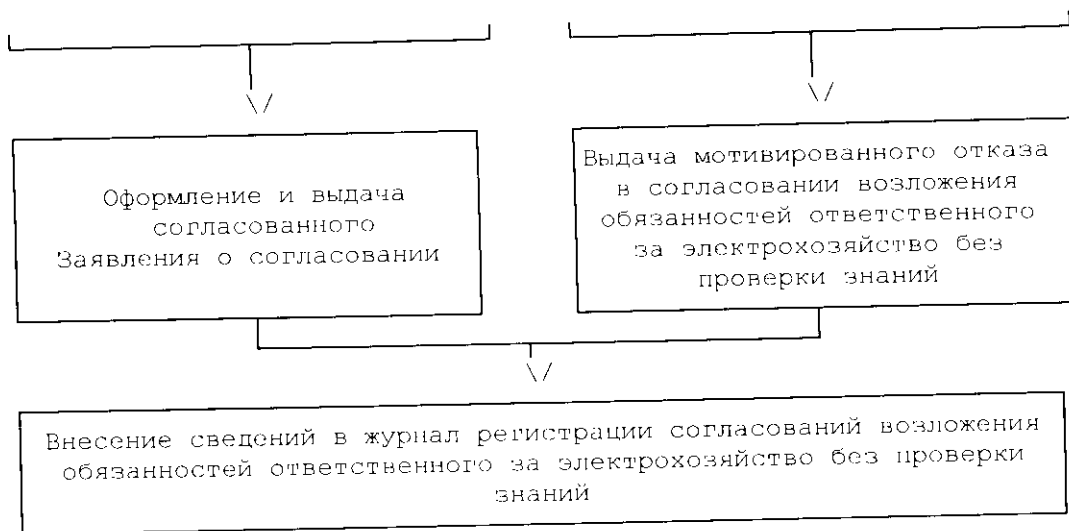 Оформление и выдача
согласованного
Заявления о согласовании
Выдача мотивированного отказа
в согласовании возложения
обязанностей ответственного
за электрохозяйство без
проверки знаний
Внесение сведений в журнал регистрации согласований возложения
обязанностей ответственного за электрохозяйство без проверки
знаний